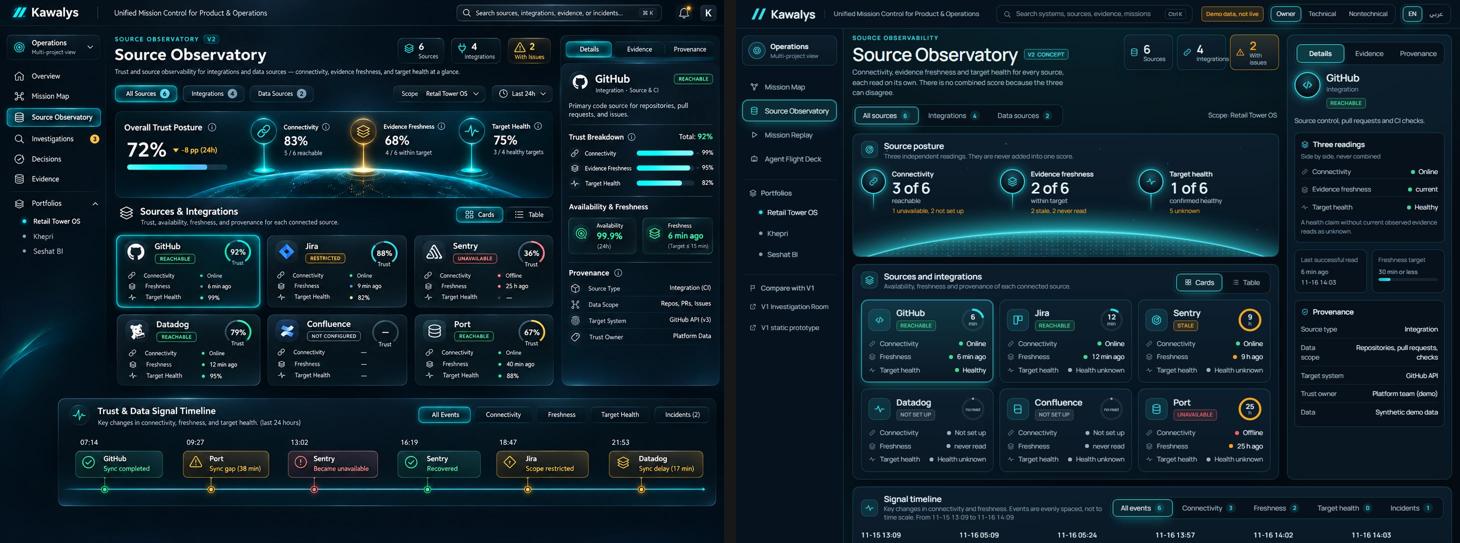 Kawalys
Unified Mission Control for Product & Operations
Search sources, integrations, evidence, or incidents...
⌘ K
K
Operations
Multi-project view
Overview
Mission Map
Source Observatory
Investigations
3
Decisions
Evidence
Portfolios
Retail Tower OS
Khepri
Seshat BI
SOURCE OBSERVATORY V2
Source Observatory
Trust and source observability for integrations and data sources — connectivity, evidence freshness, and target health at a glance.
6
Sources
4
Integrations
2
With Issues
All Sources 6
Integrations 4
Data Sources 2
Scope Retail Tower OS
Last 24h
Overall Trust Posture
72%
-8 pp (24h)
Connectivity
83%
5 / 6 reachable
Evidence Freshness
68%
4 / 6 within target
Target Health
75%
3 / 4 healthy targets
Sources & Integrations
Trust, availability, freshness, and provenance for each connected source.
Cards
Table
GitHub
REACHABLE
92%
Trust
Connectivity Online
Freshness 6 min ago
Target Health 99%
Jira
RESTRICTED
88%
Trust
Connectivity Online
Freshness 9 min ago
Target Health 82%
Sentry
UNAVAILABLE
36%
Trust
Connectivity Offline
Freshness 25 h ago
Target Health —
Datadog
REACHABLE
79%
Trust
Connectivity Online
Freshness 12 min ago
Target Health 95%
Confluence
NOT CONFIGURED
—
Trust
Connectivity —
Freshness —
Target Health —
Port
REACHABLE
67%
Trust
Connectivity Online
Freshness 40 min ago
Target Health 88%
Details
Evidence
Provenance
GitHub
REACHABLE
Integration • Source & CI
Primary code source for repositories, pull
requests, and runs.
Trust Breakdown
Total: 92%
Connectivity 99%
Evidence Freshness 95%
Target Health 82%
Availability & Freshness
Availability
99.9%
(24h)
Freshness
6 min ago
(Target ≤ 15 min)
Provenance
Source Type Integration (CI)
Data Scope Repos, PRs, Issues
Target System GitHub API (v3)
Trust Owner Platform Data
Trust & Data Signal Timeline
Key changes in connectivity, freshness, and target health. (last 24 hours)
All Events
Connectivity
Freshness
Target Health
Incidents (2)
07:14
GitHub
Sync completed
09:27
Port
Sync gap (38 min)
13:02
Sentry
Became unavailable
16:19
Sentry
Recovered
18:47
Jira
Scope restricted
21:53
Datadog
Sync delay (17 min)
Kawalys
Unified Mission Control for Product & Operations
Search systems, sources, evidence, missions
Ctrl K
Demo data, not live
Owner
Technical
Nontechnical
EN
عربي
Operations
Multi-project view
Mission Map
Source Observatory
Mission Replay
Agent Flight Deck
Portfolios
Retail Tower OS
Khepri
Seshat BI
Compare with V1
V1 Investigation Room
V1 static prototype
SOURCE OBSERVABILITY
Source Observatory V2 CONCEPT
Connectivity, evidence freshness and target health for every source,
each read on its own. There is no combined score because the three
can disagree.
6
Sources
4
Integrations
2
With
issues
All sources 6
Integrations 4
Data sources 2
Scope: Retail Tower OS
Source posture
Three independent readings. They are never added into one score.
Connectivity
3 of 6
reachable
1 unavailable, 2 not set up
Evidence freshness
2 of 6
within target
2 stale, 2 never read
Target health
1 of 6
confirmed healthy
5 unknown
Sources and integrations
Availability, freshness and provenance of each connected source.
Cards
Table
GitHub
REACHABLE
6
min
Connectivity Online
Freshness 6 min ago
Target health Healthy
Jira
REACHABLE
12
min
Connectivity Online
Freshness 12 min ago
Target health Health unknown
Sentry
STALE
9
h
Connectivity Online
Freshness 9 h ago
Target health Health unknown
Datadog
NOT SET UP
no read
Connectivity Not set up
Freshness never read
Target health Health unknown
Confluence
NOT SET UP
no read
Connectivity Not set up
Freshness never read
Target health Health unknown
Port
UNAVAILABLE
25
h
Connectivity Offline
Freshness 25 h ago
Target health Health unknown
Details
Evidence
Provenance
GitHub
Integration
REACHABLE
Source control, pull requests and CI checks.
Three readings
Side by side, never combined
Connectivity Online
Evidence freshness current
Target health Healthy
A health claim without current observed evidence
reads as unknown.
Last successful read
6 min ago
11-16 14:03
Freshness target
30 min or less
Provenance
Source type Integration
Data scope Repositories, pull requests, checks
Target system GitHub API
Trust owner Platform team (demo)
Data Synthetic demo data
Signal timeline
Key changes in connectivity and freshness. Events are evenly spaced, not to
time scale. From 11-15 13:09 to 11-16 14:09
All events 6
Connectivity 3
Freshness 2
Target health 0
Incidents 1
11-15 13:09
11-16 05:09
11-16 05:24
11-16 13:57
11-16 14:02
11-16 14:03